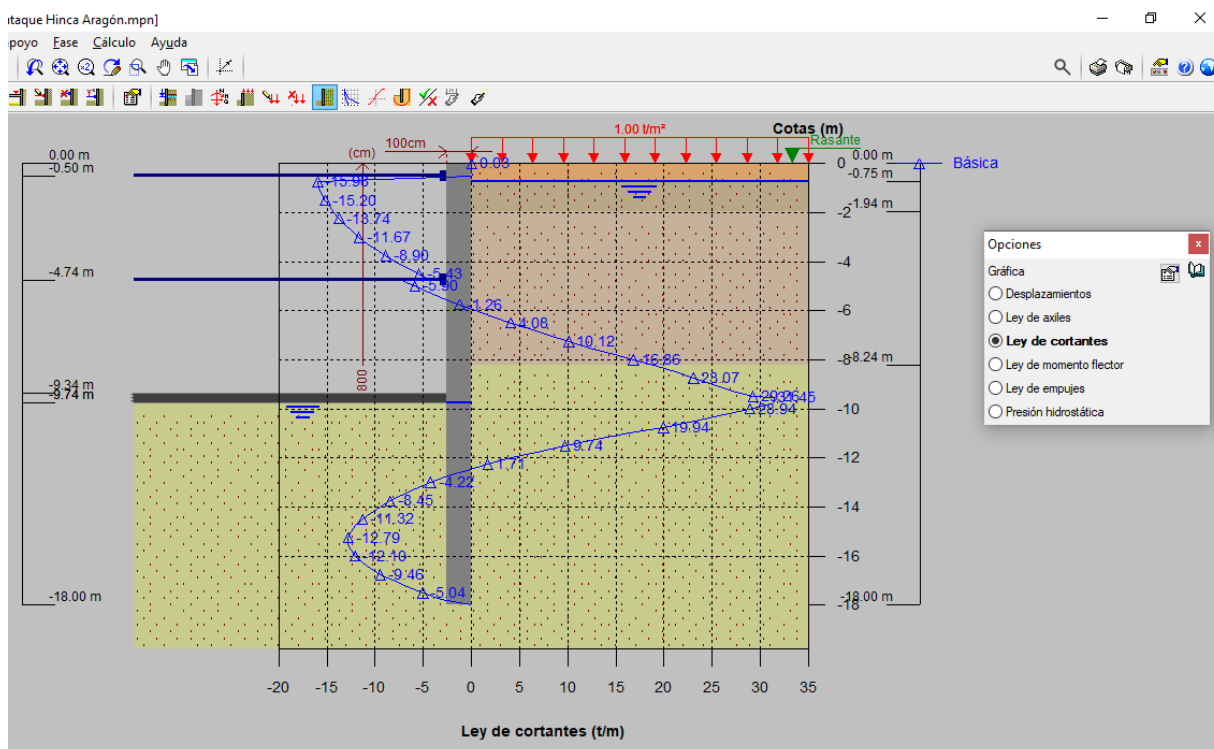 ataque Hinca Aragón.mpn]
poyo Fase Cálculo Ayuda
1.00 t/m²
Cotas (m)
Rasante
100cm
(cm)
0.00 m
-0.50 m
-4.74 m
-9.34 m
-9.74 m
-18.00 m
800
0.03
-15.98
-15.20
-13.74
-11.67
-8.90
-5.43
-5.90
-1.26
4.08
10.12
16.86
23.07
31.45
28.94
19.94
9.74
1.71
-4.22
-8.45
-11.32
-12.79
-12.10
-9.46
-5.04
0 0.00 m
-0.75 m
-2 -1.94 m
-4
-6
-8 -8.24 m
-10
-12
-14
-16
-18 -18.00 m
Básica
-20 -15 -10 -5 0 5 10 15 20 25 30 35
Ley de cortantes (t/m)
Opciones
x
Gráfica
Desplazamientos
Ley de axiles
Ley de cortantes
Ley de momento flector
Ley de empujes
Presión hidrostática